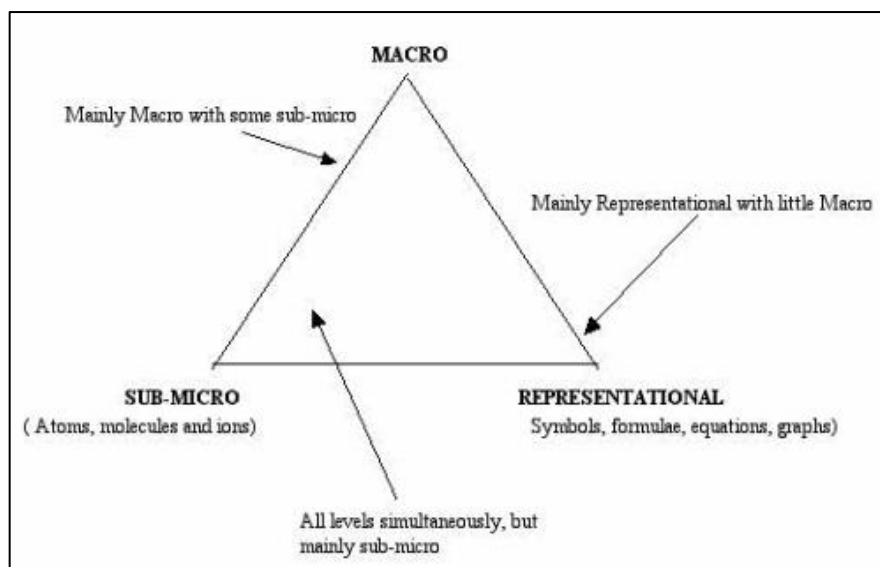 MACRO
Mainly Macro with some sub-micro
Mainly Representational with little Macro
SUB-MICRO
( Atoms, molecules and ions)
REPRESENTATIONAL
Symbols, formulae, equations, graphs)
All levels simultaneously, but
mainly sub-micro